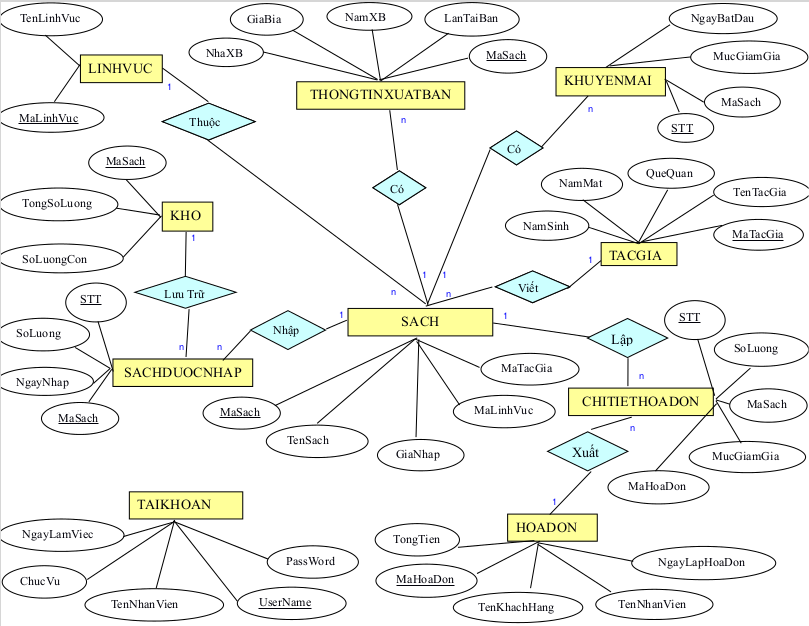 TenLinhVuc
GiaBia
NamXB
LanTaiBan
NgayBatDau
NhaXB
MaSach
MucGiamGia
LINHVUC
THONGTINXUATBAN
KHUYENMAI
1
MaSach
n
n
MaLinhVuc
Thuộc
STT
MaSach
Có
Có
QueQuan
NamMat
TenTacGia
TongSoLuong
KHO
NamSinh
MaTacGia
1
SoLuongCon
1
TACGIA
Lưu Trữ
n
1
1
n
Viết
STT
1
SACH
1
STT
SoLuong
Nhập
Lập
n
n
SoLuong
SACHDUOCNHAP
MaTacGia
n
NgayNhap
CHITIETHOADON
MaSach
MaSach
MaSach
MaLinhVuc
n
TenSach
GiaNhap
Xuất
MucGiamGia
MaHoaDon
TAIKHOAN
1
HOADON
NgayLamViec
TongTien
PassWord
NgayLapHoaDon
ChucVu
MaHoaDon
TenNhanVien
UserName
TenKhachHang
TenNhanVien